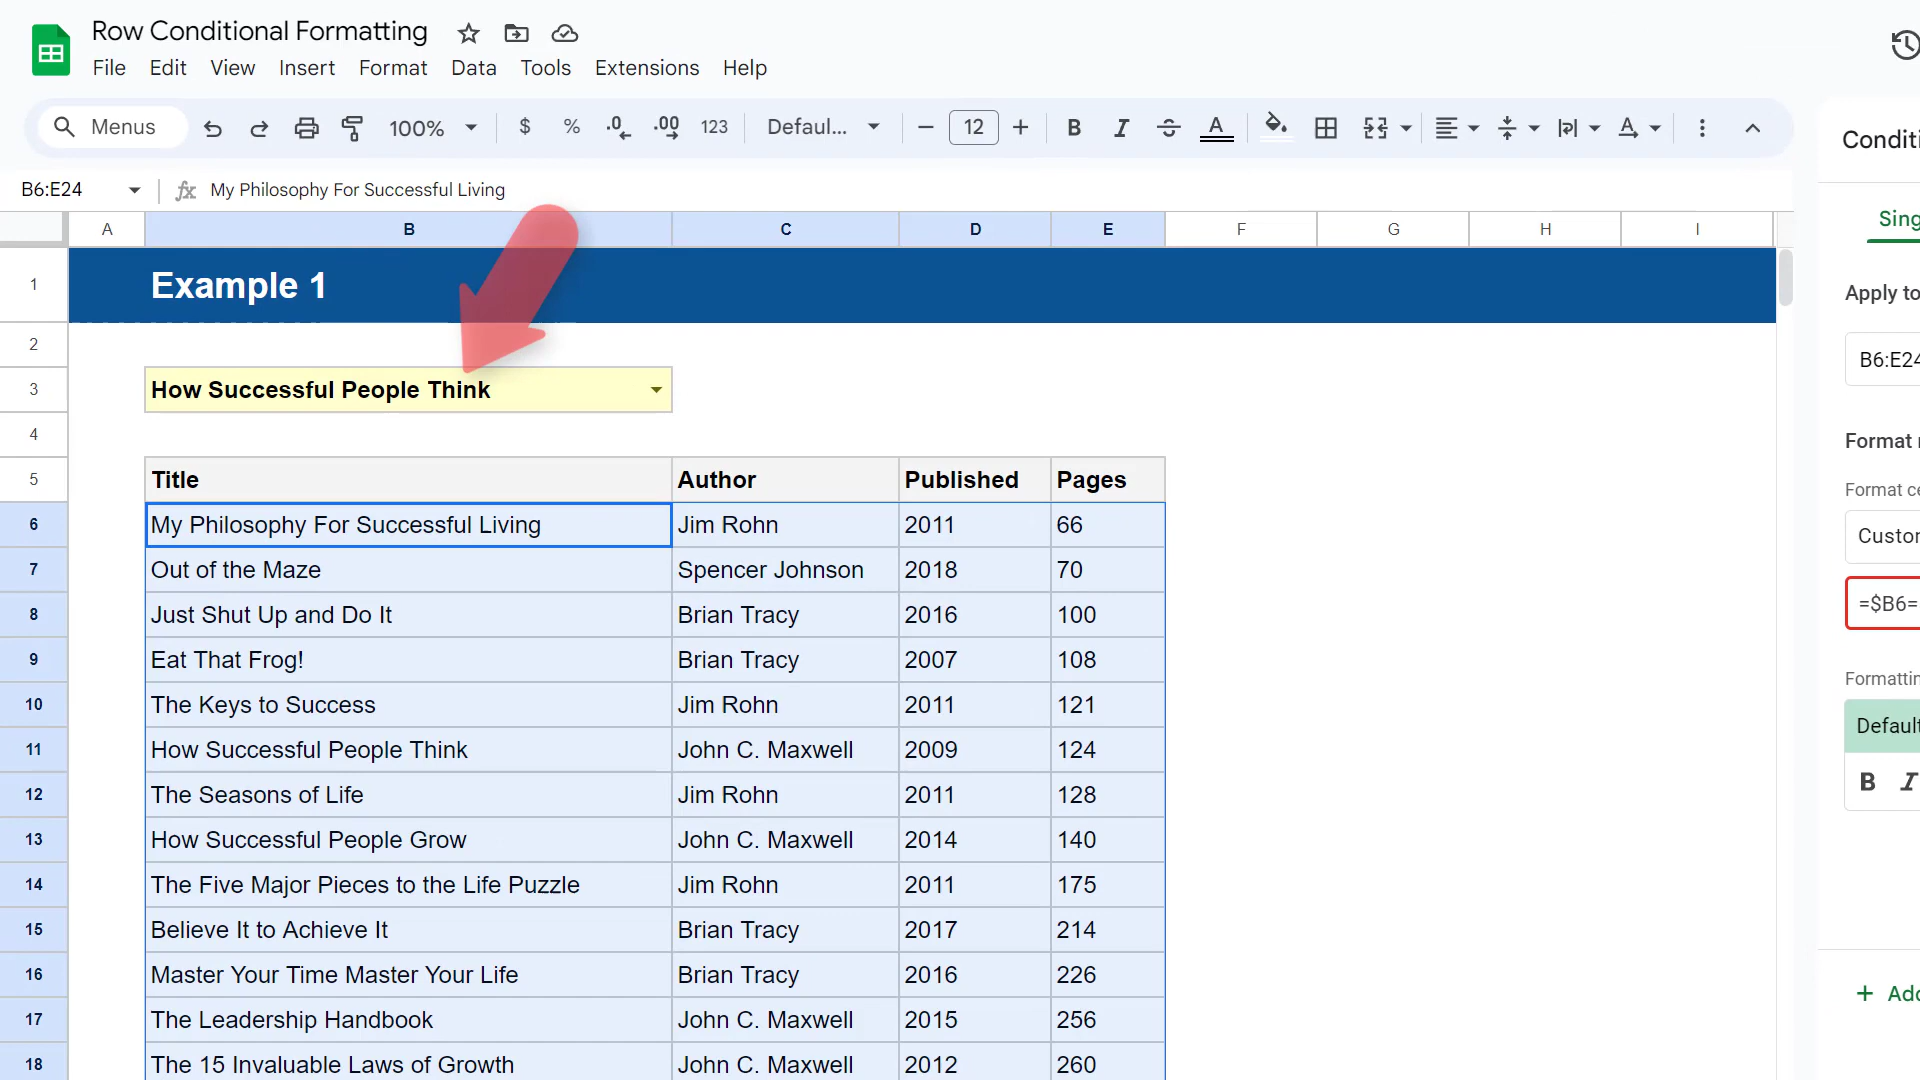 Row Conditional Formatting
File Edit View Insert Format Data Tools Extensions Help
Menus 100% $ % .0 .00 123 Defaul... 12 B I A
B6:E24 fx My Philosophy For Successful Living
A B C D E F G H I
1 Example 1
2
3 How Successful People Think
4
5 Title Author Published Pages
6 My Philosophy For Successful Living Jim Rohn 2011 66
7 Out of the Maze Spencer Johnson 2018 70
8 Just Shut Up and Do It Brian Tracy 2016 100
9 Eat That Frog! Brian Tracy 2007 108
10 The Keys to Success Jim Rohn 2011 121
11 How Successful People Think John C. Maxwell 2009 124
12 The Seasons of Life Jim Rohn 2011 128
13 How Successful People Grow John C. Maxwell 2014 140
14 The Five Major Pieces to the Life Puzzle Jim Rohn 2011 175
15 Believe It to Achieve It Brian Tracy 2017 214
16 Master Your Time Master Your Life Brian Tracy 2016 226
17 The Leadership Handbook John C. Maxwell 2015 256
18 The 15 Invaluable Laws of Growth John C. Maxwell 2012 260
Conditi
Sing
Apply to
B6:E24
Format
Format ce
Custor
=$B6=
Formattin
Default
B I
+ Add